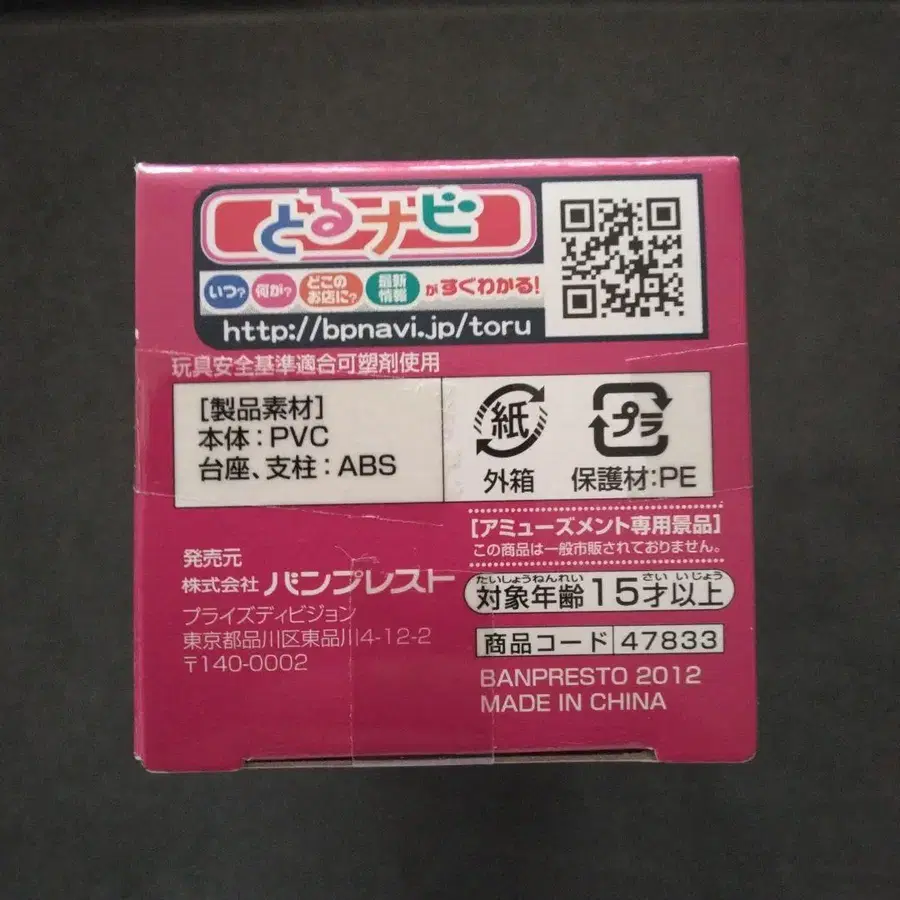 とるナビ
いつ? 何が? どこのお店に? 最新情報 がすぐわかる!
http://bpnavi.jp/toru
玩具安全基準適合可塑剤使用
[製品素材]
本体:PVC
台座、支柱:ABS
紙
外箱
プラ
保護材:PE
[アミューズメント専用景品]
この商品は一般市販されておりません。
発売元
株式会社 バンプレスト
プライズディビジョン
東京都品川区東品川4-12-2
〒140-0002
たいしょうねんれい さい いじょう
対象年齢15才以上
商品コード 47833
BANPRESTO 2012
MADE IN CHINA